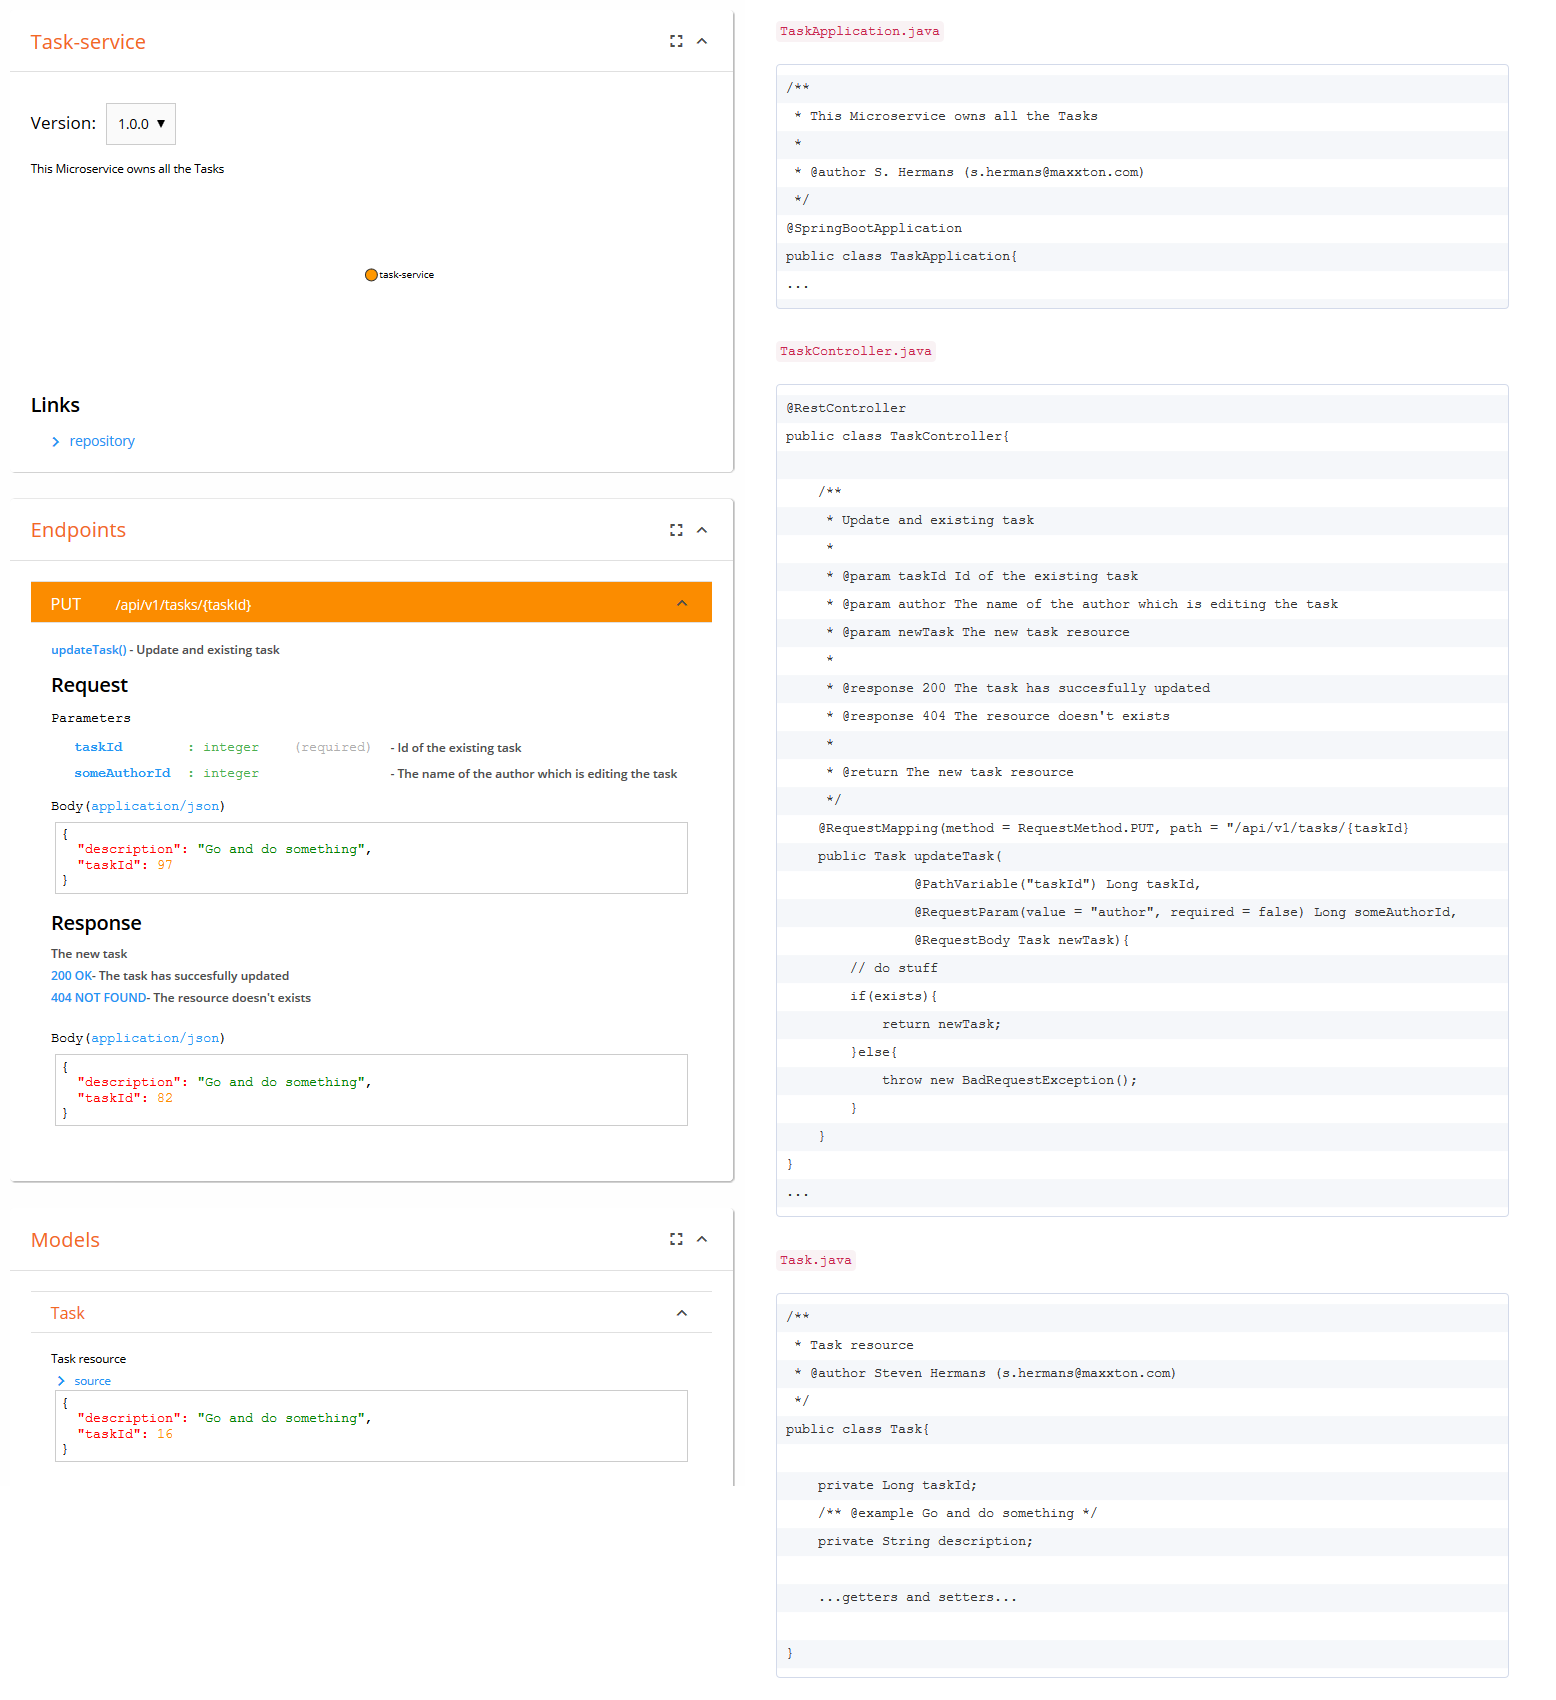 Task-service
Version: 1.0.0 ▼
This Microservice owns all the Tasks
task-service
Links
repository
Endpoints
PUT /api/v1/tasks/{taskId}
updateTask() - Update and existing task
Request
Parameters
taskId : integer (required) - Id of the existing task
someAuthorId : integer - The name of the author which is editing the task
Body(application/json)
{
"description": "Go and do something",
"taskId": 97
}
Response
The new task
200 OK- The task has succesfully updated
404 NOT FOUND- The resource doesn't exists
Body(application/json)
{
"description": "Go and do something",
"taskId": 82
}
Models
Task
Task resource
source
{
"description": "Go and do something",
"taskId": 16
}
TaskApplication.java
/**
* This Microservice owns all the Tasks
*
* @author S. Hermans (s.hermans@maxxton.com)
*/
@SpringBootApplication
public class TaskApplication{
...
TaskController.java
@RestController
public class TaskController{
/**
* Update and existing task
*
* @param taskId Id of the existing task
* @param author The name of the author which is editing the task
* @param newTask The new task resource
*
* @response 200 The task has succesfully updated
* @response 404 The resource doesn't exists
*
* @return The new task resource
*/
@RequestMapping(method = RequestMethod.PUT, path = "/api/v1/tasks/{taskId}
public Task updateTask(
@PathVariable("taskId") Long taskId,
@RequestParam(value = "author", required = false) Long someAuthorId,
@RequestBody Task newTask){
// do stuff
if(exists){
return newTask;
}else{
throw new BadRequestException();
}
}
}
...
Task.java
/**
* Task resource
* @author Steven Hermans (s.hermans@maxxton.com)
*/
public class Task{
private Long taskId;
/** @example Go and do something */
private String description;
...getters and setters...
}